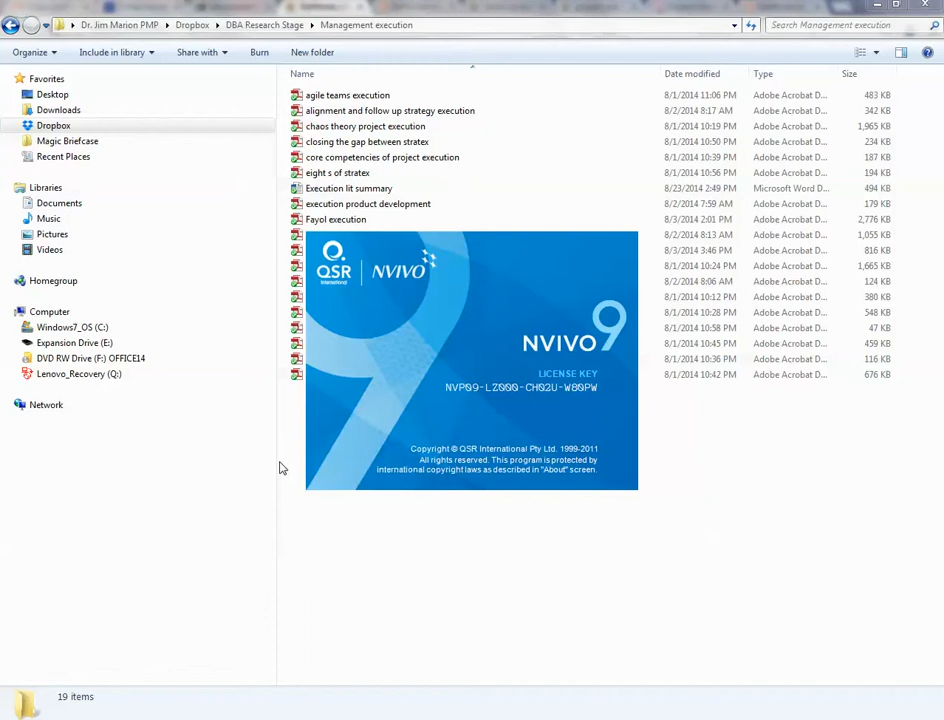 Dr. Jim Marion PMP ▸ Dropbox ▸ DBA Research Stage ▸ Management execution
Search Management execution
Organize Include in library Share with Burn New folder
Name Date modified Type Size
Favorites
Desktop
Downloads
Dropbox
Magic Briefcase
Recent Places
Libraries
Documents
Music
Pictures
Videos
Homegroup
Computer
Windows7_OS (C:)
Expansion Drive (E:)
DVD RW Drive (F:) OFFICE14
Lenovo_Recovery (Q:)
Network
agile teams execution 8/1/2014 11:06 PM Adobe Acrobat D... 483 KB
alignment and follow up strategy execution 8/2/2014 8:17 AM Adobe Acrobat D... 342 KB
chaos theory project execution 8/1/2014 10:19 PM Adobe Acrobat D... 1,965 KB
closing the gap between stratex 8/1/2014 10:50 PM Adobe Acrobat D... 234 KB
core competencies of project execution 8/1/2014 10:39 PM Adobe Acrobat D... 187 KB
eight s of stratex 8/1/2014 10:56 PM Adobe Acrobat D... 194 KB
Execution lit summary 8/23/2014 2:49 PM Microsoft Word D... 494 KB
execution product development 8/2/2014 7:59 AM Adobe Acrobat D... 179 KB
Fayol execution 8/3/2014 2:01 PM Adobe Acrobat D... 2,776 KB
8/2/2014 8:13 AM Adobe Acrobat D... 1,055 KB
8/3/2014 3:46 PM Adobe Acrobat D... 816 KB
8/1/2014 10:24 PM Adobe Acrobat D... 1,665 KB
8/2/2014 8:06 AM Adobe Acrobat D... 124 KB
8/1/2014 10:12 PM Adobe Acrobat D... 380 KB
8/1/2014 10:28 PM Adobe Acrobat D... 548 KB
8/1/2014 10:58 PM Adobe Acrobat D... 47 KB
8/1/2014 10:45 PM Adobe Acrobat D... 459 KB
8/1/2014 10:36 PM Adobe Acrobat D... 116 KB
8/1/2014 10:42 PM Adobe Acrobat D... 676 KB
QSR International NVIVO
NVIVO 9
LICENSE KEY
NVP09-LZ000-CH02U-W80PW
Copyright © QSR International Pty Ltd. 1999-2011
All rights reserved. This program is protected by
international copyright laws as described in "About" screen.
19 items